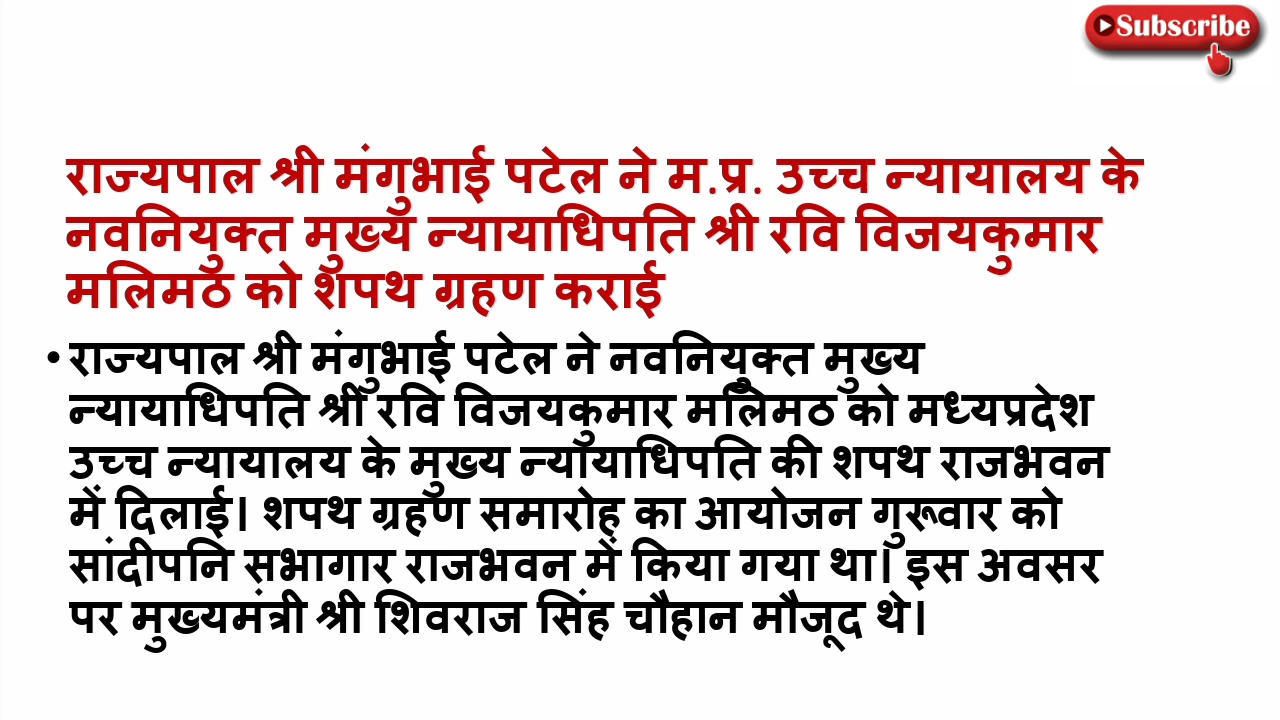 Subscribe
राज्यपाल श्री मंगुभाई पटेल ने म.प्र. उच्च न्यायालय के
नवनियुक्त मुख्य न्यायाधिपति श्री रवि विजयकुमार
मलिमठ को शपथ ग्रहण कराई
• राज्यपाल श्री मंगुभाई पटेल ने नवनियुक्त मुख्य
न्यायाधिपति श्री रवि विजयकुमार मलिमठ को मध्यप्रदेश
उच्च न्यायालय के मुख्य न्यायाधिपति की शपथ राजभवन
में दिलाई। शपथ ग्रहण समारोह का आयोजन गुरूवार को
सांदीपनि सभागार राजभवन में किया गया था। इस अवसर
पर मुख्यमंत्री श्री शिवराज सिंह चौहान मौजूद थे।